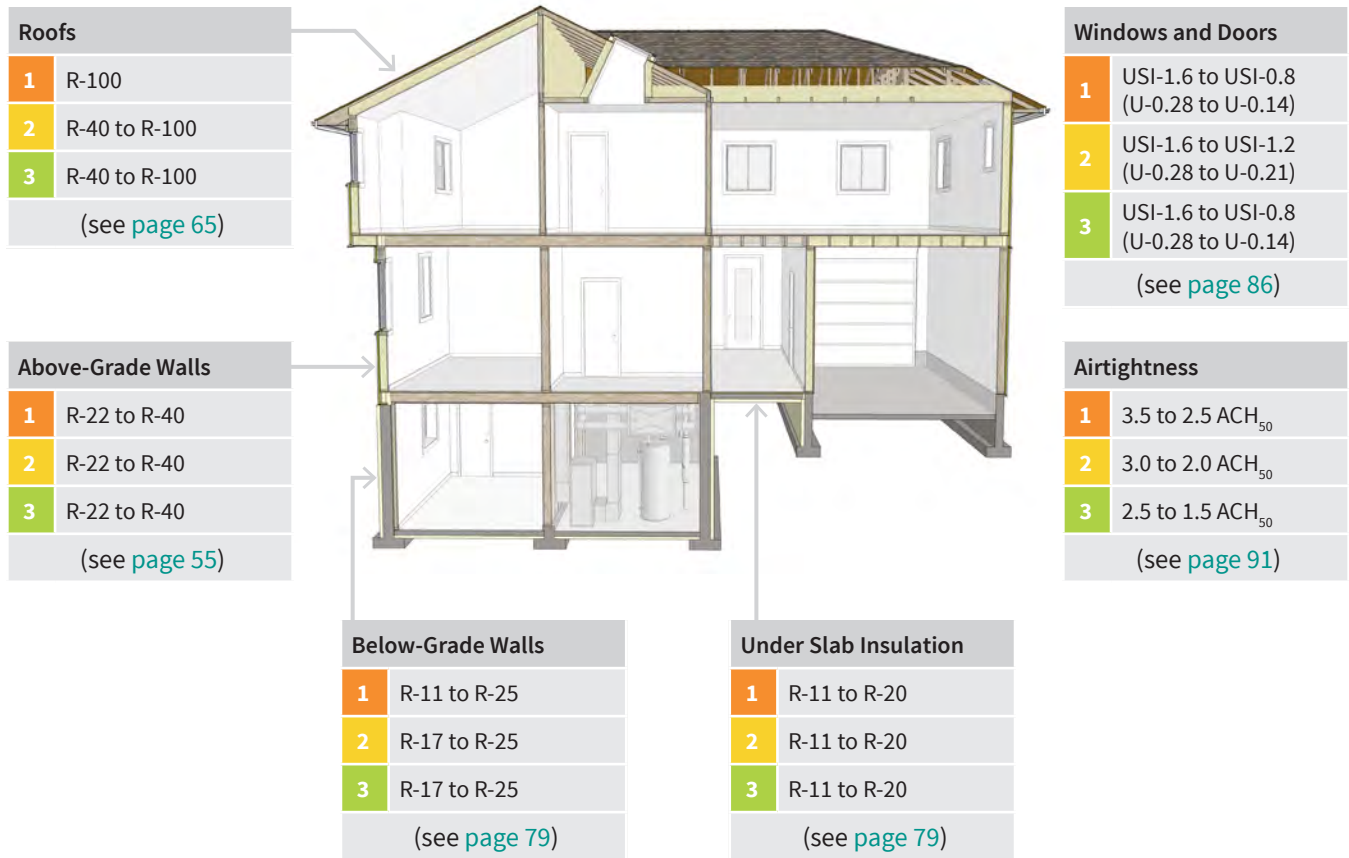 Roofs
1 R-100
2 R-40 to R-100
3 R-40 to R-100
(see page 65)
Above-Grade Walls
1 R-22 to R-40
2 R-22 to R-40
3 R-22 to R-40
(see page 55)
Below-Grade Walls
1 R-11 to R-25
2 R-17 to R-25
3 R-17 to R-25
(see page 79)
Under Slab Insulation
1 R-11 to R-20
2 R-11 to R-20
3 R-11 to R-20
(see page 79)
Windows and Doors
1 USI-1.6 to USI-0.8
(U-0.28 to U-0.14)
2 USI-1.6 to USI-1.2
(U-0.28 to U-0.21)
3 USI-1.6 to USI-0.8
(U-0.28 to U-0.14)
(see page 86)
Airtightness
1 3.5 to 2.5 ACH₅₀
2 3.0 to 2.0 ACH₅₀
3 2.5 to 1.5 ACH₅₀
(see page 91)